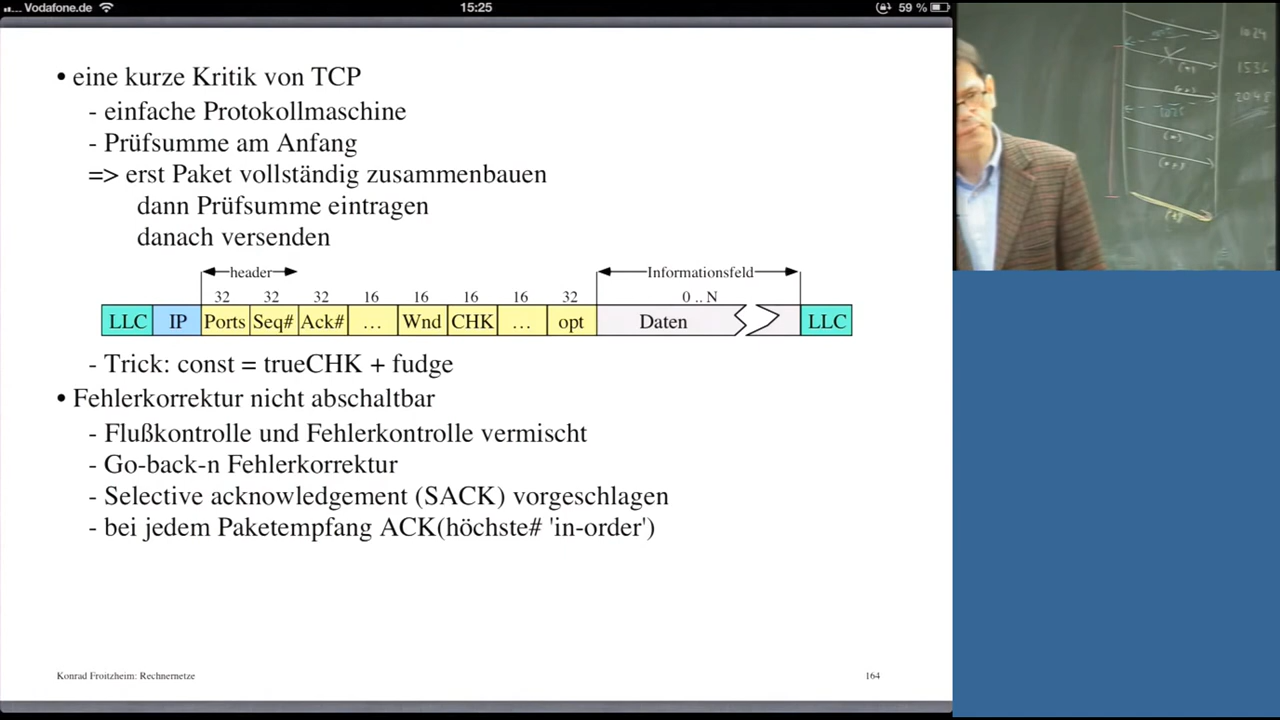 Vodafone.de 15:25 59 %
• eine kurze Kritik von TCP
- einfache Protokollmaschine
- Prüfsumme am Anfang
=> erst Paket vollständig zusammenbauen
dann Prüfsumme eintragen
danach versenden
header Informationsfeld
32 32 32 16 16 16 16 32 0 .. N
LLC IP Ports Seq# Ack# … Wnd CHK … opt Daten LLC
- Trick: const = trueCHK + fudge
• Fehlerkorrektur nicht abschaltbar
- Flußkontrolle und Fehlerkontrolle vermischt
- Go-back-n Fehlerkorrektur
- Selective acknowledgement (SACK) vorgeschlagen
- bei jedem Paketempfang ACK(höchste# 'in-order')
Konrad Froitzheim: Rechnernetze 164
1024
1536
2048